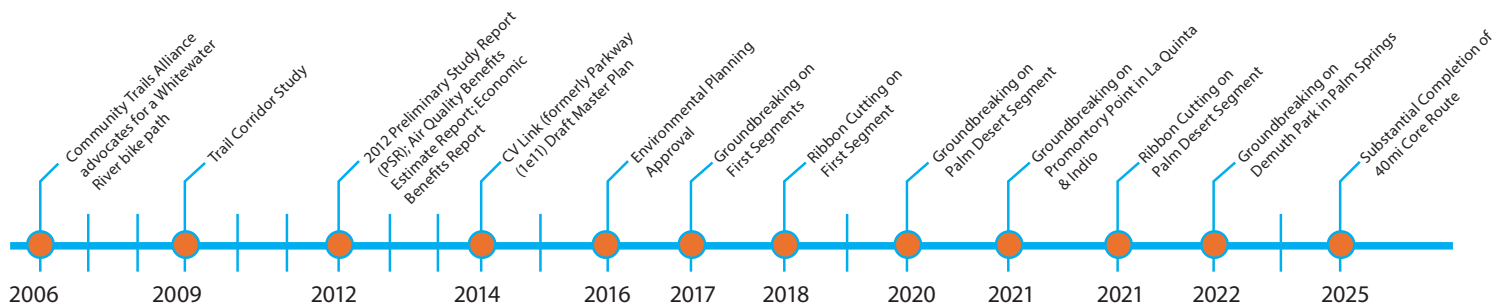 Community Trails Alliance
advocates for a Whitewater
River bike path
Trail Corridor Study
2012 Preliminary Study Report
(PSR); Air Quality Benefits
Estimate Report; Economic
Benefits Report
CV Link (formerly Parkway
(1e11) Draft Master Plan
Environmental Planning
Approval
Groundbreaking on
First Segments
Ribbon Cutting on
First Segment
Groundbreaking on
Palm Desert Segment
Groundbreaking on
Promontory Point in La Quinta
& Indio
Ribbon Cutting on
Palm Desert Segment
Groundbreaking on
Demuth Park in Palm Springs
Substantial Completion of
40mi Core Route
2006
2009
2012
2014
2016
2017
2018
2020
2021
2021
2022
2025